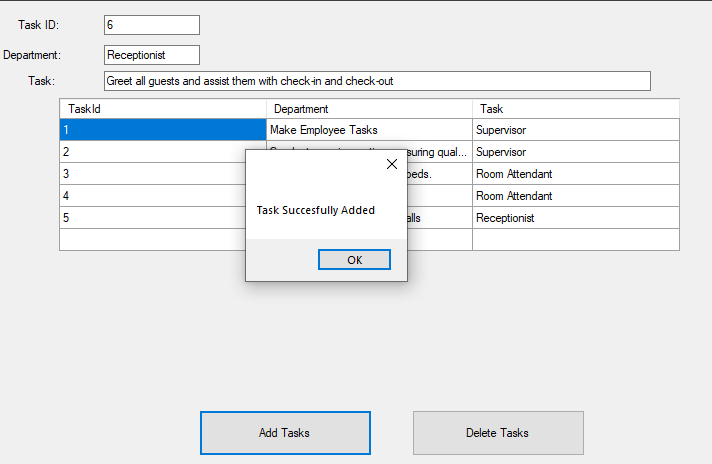 Task ID: 6
Department: Receptionist
Task: Greet all guests and assist them with check-in and check-out
TaskId Department Task
1 Make Employee Tasks Supervisor
2 suring qual... Supervisor
3 beds. Room Attendant
4 Room Attendant
5 alls Receptionist
Task Succesfully Added
OK
Add Tasks Delete Tasks